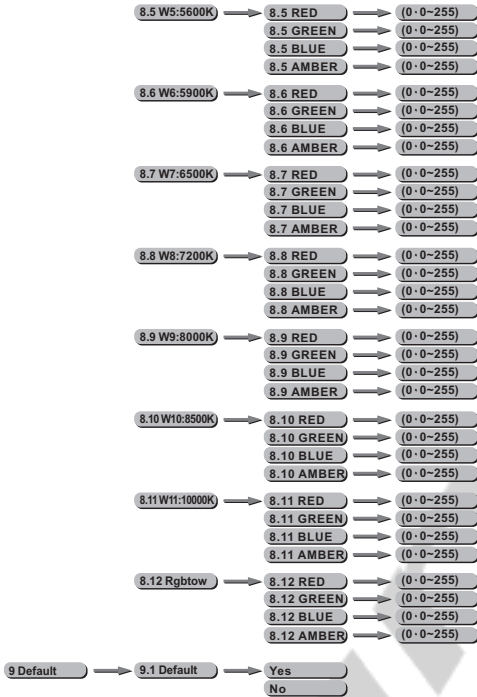 8.5 W5:5600K) 8.5 RED (0·0~255)
8.5 GREEN (0·0~255)
8.5 BLUE (0·0~255)
8.5 AMBER (0·0~255)
8.6 W6:5900K) 8.6 RED (0·0~255)
8.6 GREEN (0·0~255)
8.6 BLUE (0·0~255)
8.6 AMBER (0·0~255)
8.7 W7:6500K) 8.7 RED (0·0~255)
8.7 GREEN (0·0~255)
8.7 BLUE (0·0~255)
8.7 AMBER (0·0~255)
8.8 W8:7200K) 8.8 RED (0·0~255)
8.8 GREEN (0·0~255)
8.8 BLUE (0·0~255)
8.8 AMBER (0·0~255)
8.9 W9:8000K) 8.9 RED (0·0~255)
8.9 GREEN (0·0~255)
8.9 BLUE (0·0~255)
8.9 AMBER (0·0~255)
8.10 W10:8500K) 8.10 RED (0·0~255)
8.10 GREEN (0·0~255)
8.10 BLUE (0·0~255)
8.10 AMBER (0·0~255)
8.11 W11:10000K) 8.11 RED (0·0~255)
8.11 GREEN (0·0~255)
8.11 BLUE (0·0~255)
8.11 AMBER (0·0~255)
8.12 Rgbtow 8.12 RED (0·0~255)
8.12 GREEN (0·0~255)
8.12 BLUE (0·0~255)
8.12 AMBER (0·0~255)
9 Default 9.1 Default Yes
No